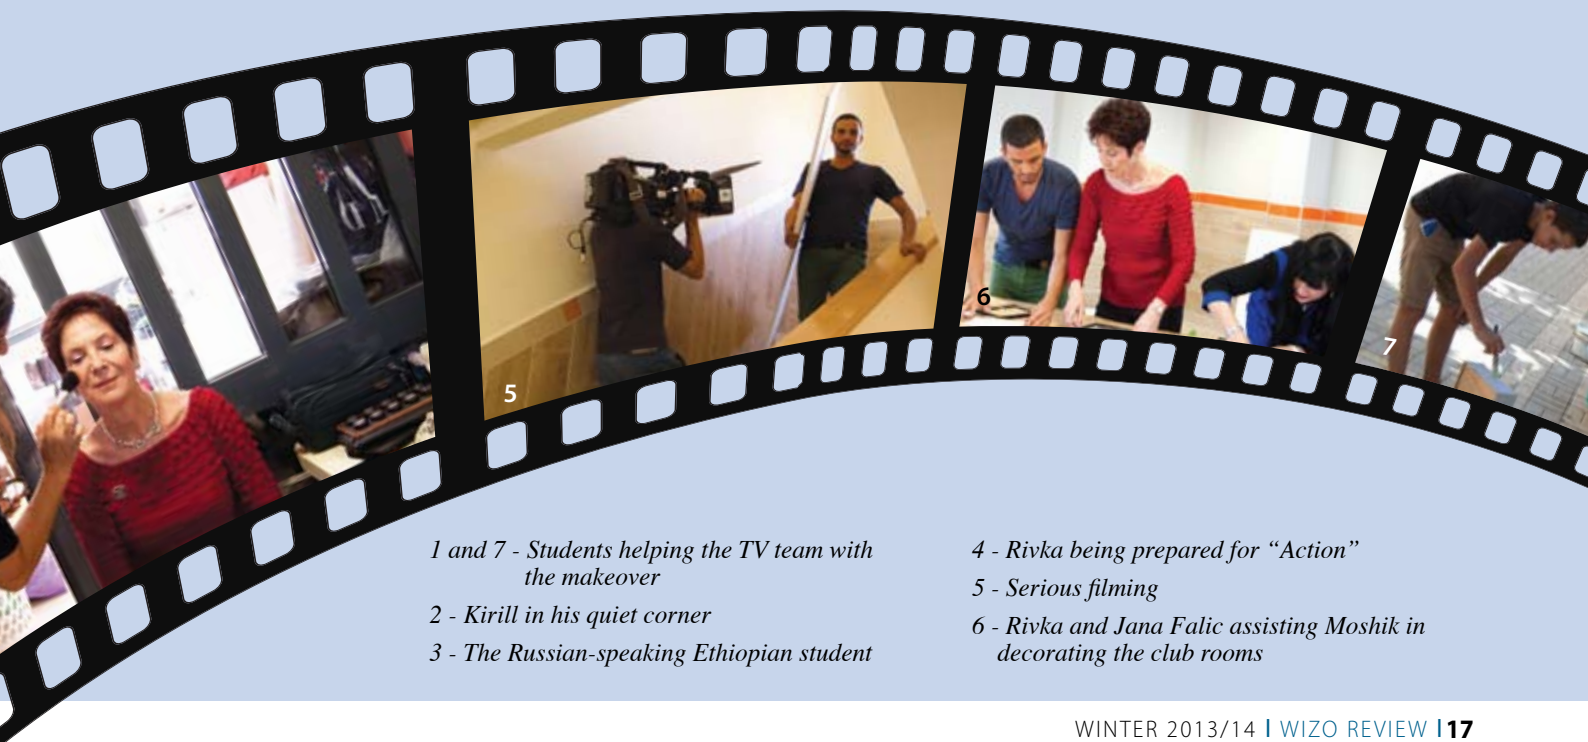 5
6
7
1 and 7 - Students helping the TV team with
the makeover
2 - Kirill in his quiet corner
3 - The Russian-speaking Ethiopian student
4 - Rivka being prepared for “Action”
5 - Serious filming
6 - Rivka and Jana Falic assisting Moshik in
decorating the club rooms
WINTER 2013/14 | WIZO REVIEW | 17